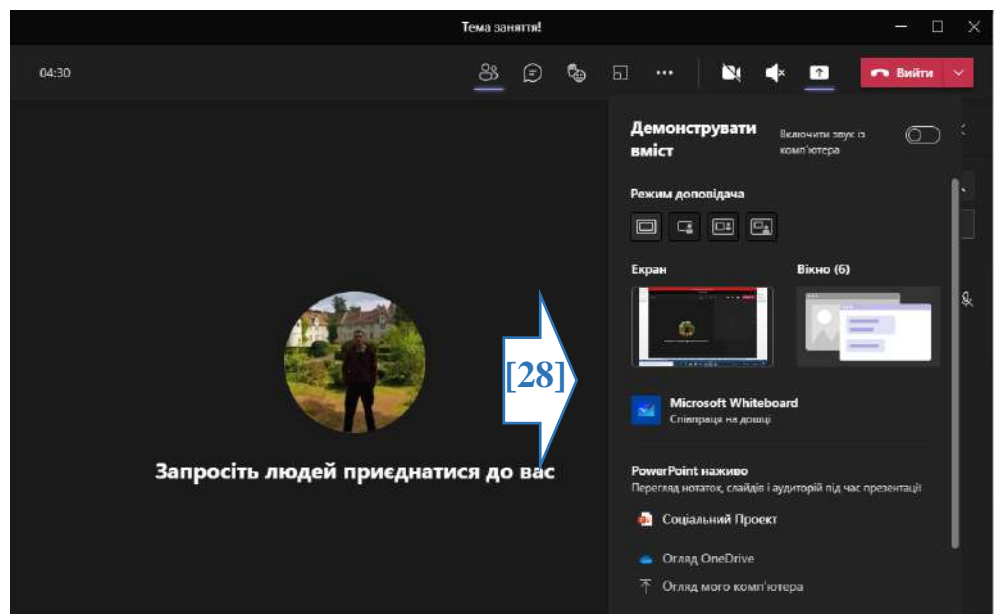 Тема заняття!
04:30
Вийти
Демонструвати вміст
Включити звук із комп'ютера
Режим доповідача
Екран
Вікно (6)
[28]
Microsoft Whiteboard
Співпраця на дошці
Запросіть людей приєднатися до вас
PowerPoint наживо
Перегляд нотаток, слайдів і аудиторій під час презентації
Соціальний Проект
Огляд OneDrive
Огляд мого комп'ютера